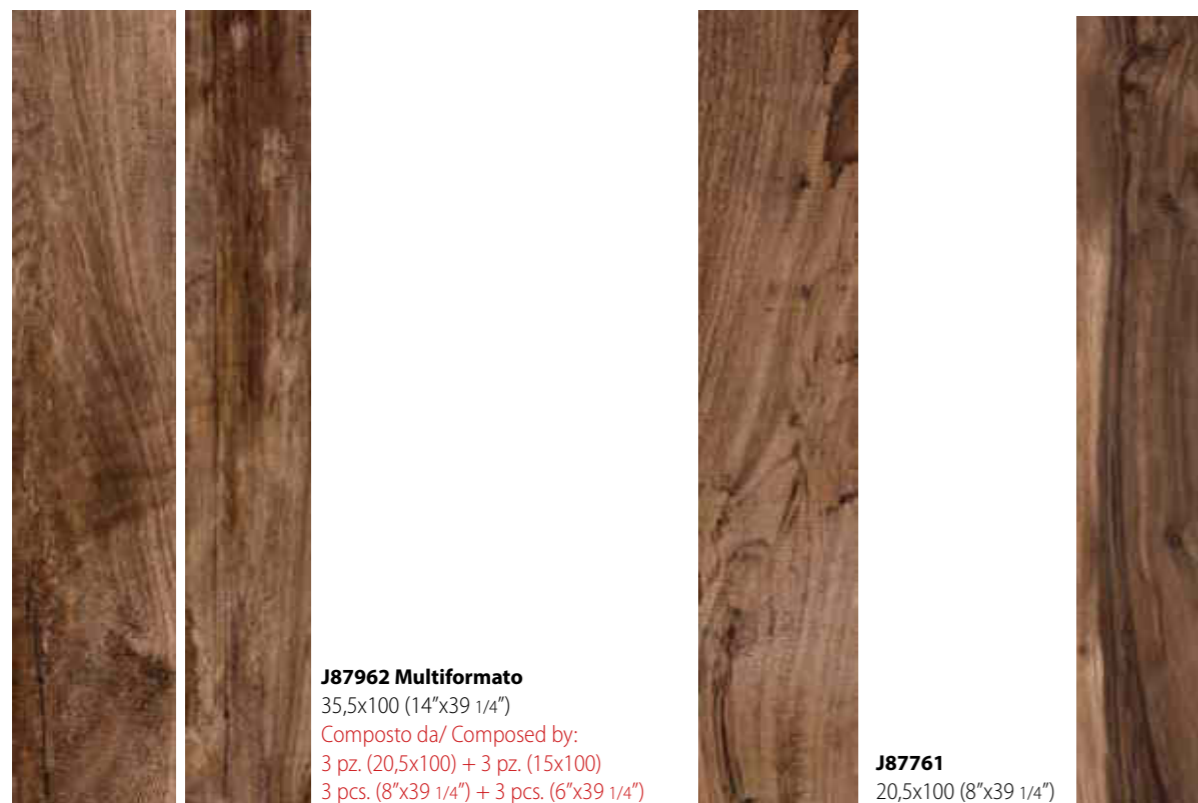 J87962 Multiformato
35,5x100 (14”x39 1/4”)
Composto da/ Composed by:
3 pz. (20,5x100) + 3 pz. (15x100)
3 pcs. (8”x39 1/4”) + 3 pcs. (6”x39 1/4”)
J87761
20,5x100 (8”x39 1/4”)